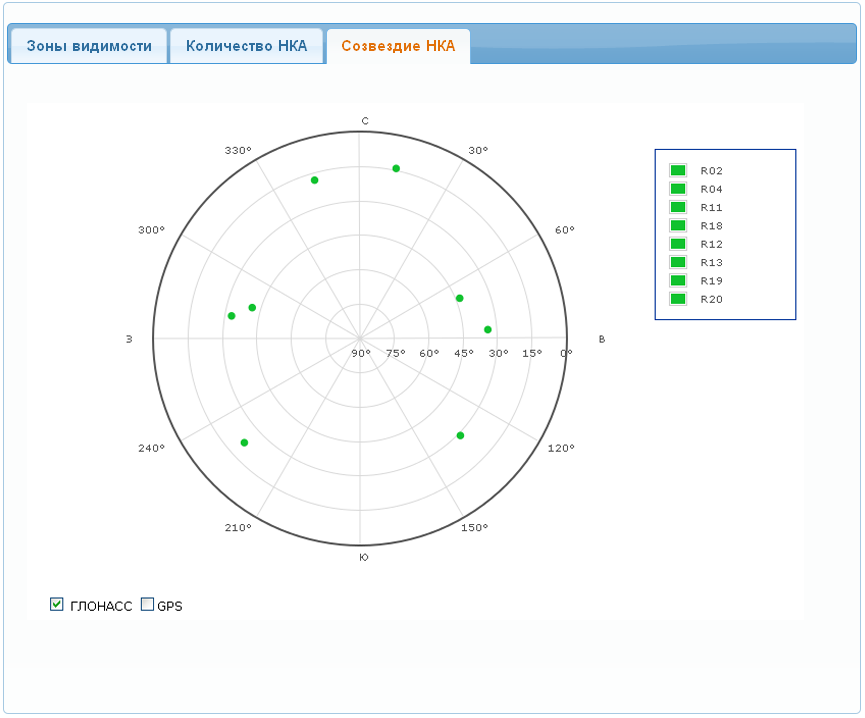 Зоны видимости Количество НКА Созвездие НКА
С
330° 30°
R02
R04
R11
R18
R12
R13
R19
R20
300° 60°
З В
90° 75° 60° 45° 30° 15° 0°
240° 120°
210° 150°
Ю
ГЛОНАСС GPS